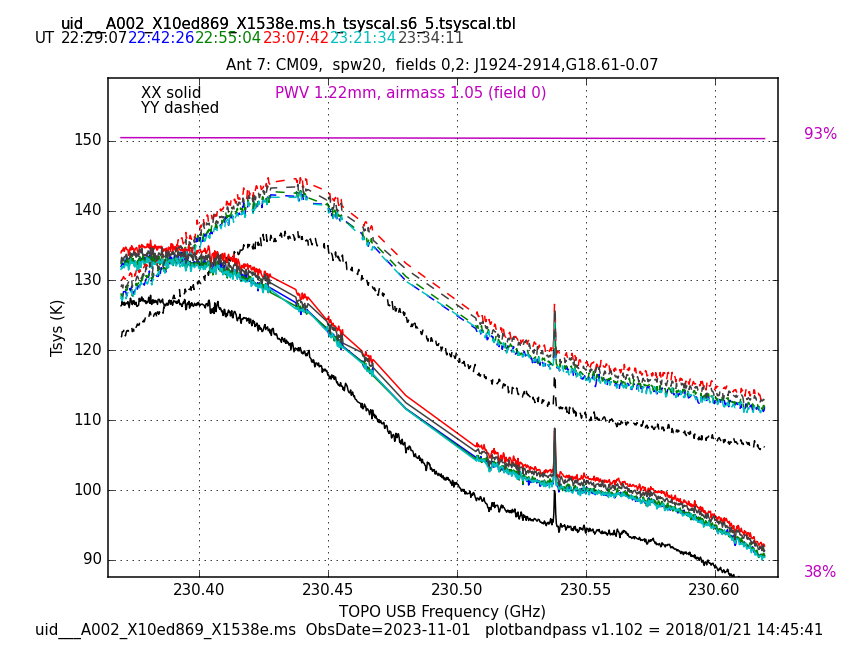 uid___A002_X10ed869_X1538e.ms.h_tsyscal.s6_5.tsyscal.tbl
UT 22:29:07 22:42:26 22:55:04 23:07:42 23:21:34 23:34:11
Ant 7: CM09,  spw20,  fields 0,2: J1924-2914,G18.61-0.07
XX solid
YY dashed
PWV 1.22mm, airmass 1.05 (field 0)
93%
150
140
130
120
110
100
90
Tsys (K)
38%
230.40 230.45 230.50 230.55 230.60
TOPO USB Frequency (GHz)
uid___A002_X10ed869_X1538e.ms  ObsDate=2023-11-01   plotbandpass v1.102 = 2018/01/21 14:45:41